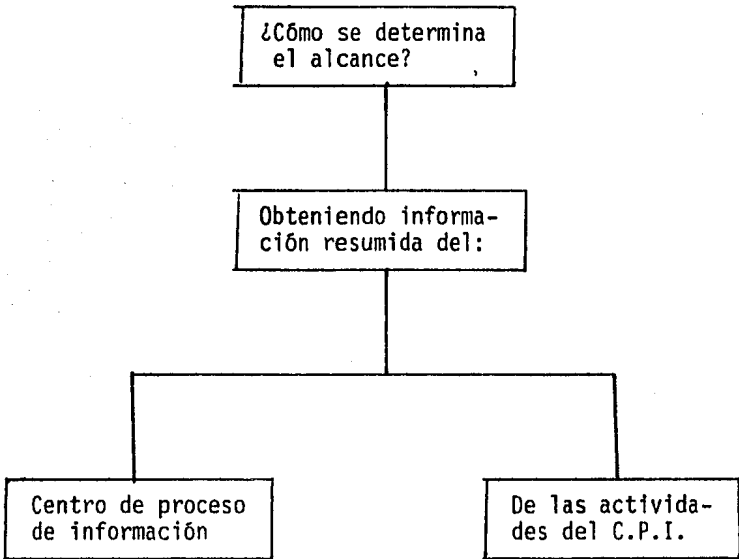 ¿Cómo se determina
el alcance?
Obteniendo informa-
ción resumida del:
Centro de proceso
de información
De las activida-
des del C.P.I.